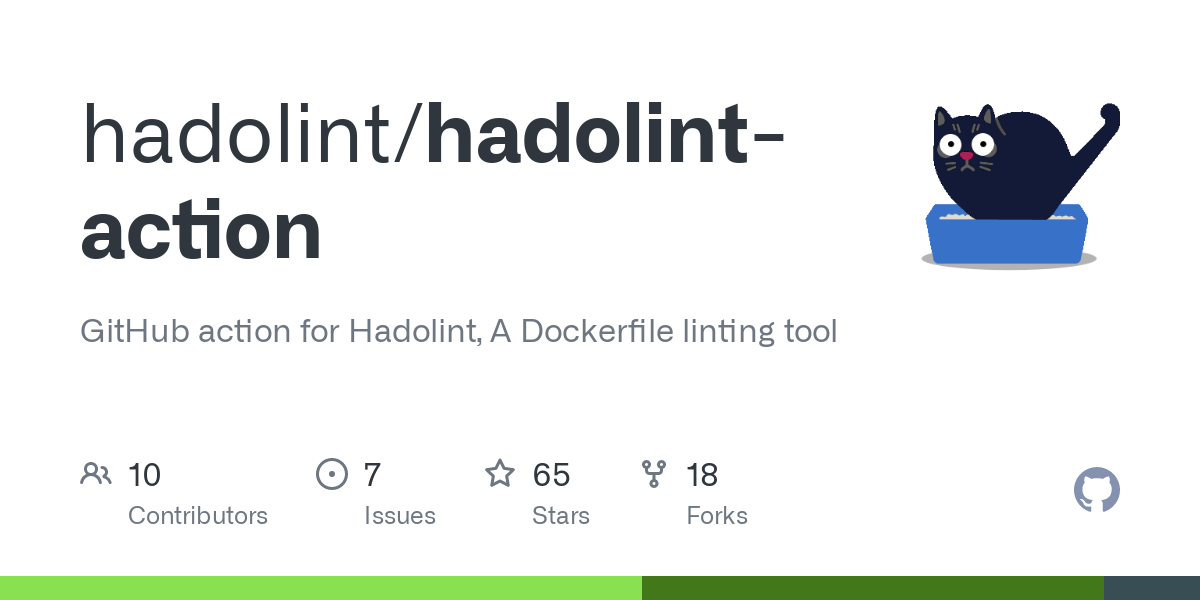 hadolint/hadolint-
action
GitHub action for Hadolint, A Dockerfile linting tool
10 7 65 18
Contributors Issues Stars Forks